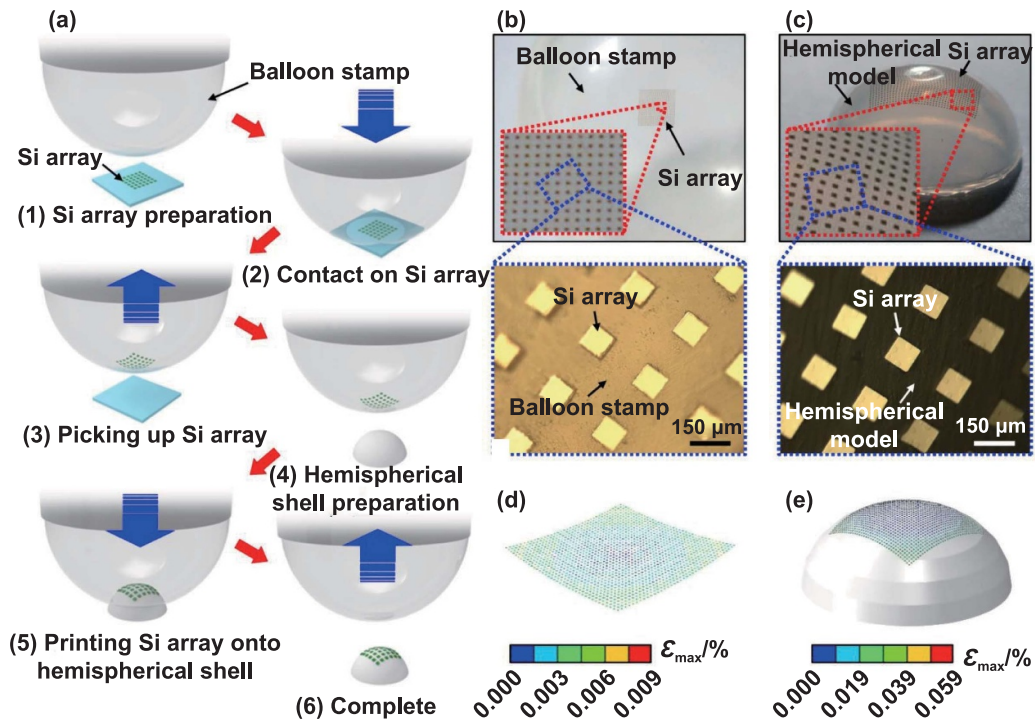 (a)
Balloon stamp
Si array
(1) Si array preparation
(2) Contact on Si array
(3) Picking up Si array
(4) Hemispherical
shell preparation
(5) Printing Si array onto
hemispherical shell
(6) Complete
(b)
Balloon stamp
Si array
Si array
Balloon stamp
150 μm
(c)
Hemispherical
model
Si array
Si array
Hemispherical
model
150 μm
(d)
εmax/%
0.000
0.003
0.006
0.009
(e)
εmax/%
0.000
0.019
0.039
0.059